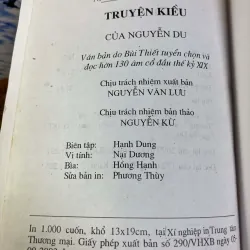 TRUYỆN KIỀU
CỦA NGUYỄN DU
Văn bản do Bùi Thiết tuyển chọn và
đọc hơn 130 âm cổ đầu thế kỷ XIX
Chịu trách nhiệm xuất bản
NGUYỄN VĂN LƯU
Chịu trách nhiệm bản thảo
NGUYỄN KỪ
Biên tập: Hạnh Dung
Vi tính: Nại Dương
Bìa: Hồng Hạnh
Sửa bản in: Phương Thùy
In 1.000 cuốn, khổ 13x19cm, tại Xí nghiệp in Trung tâm
Thương mại. Giấy phép xuất bản số 290/VHXB ngày